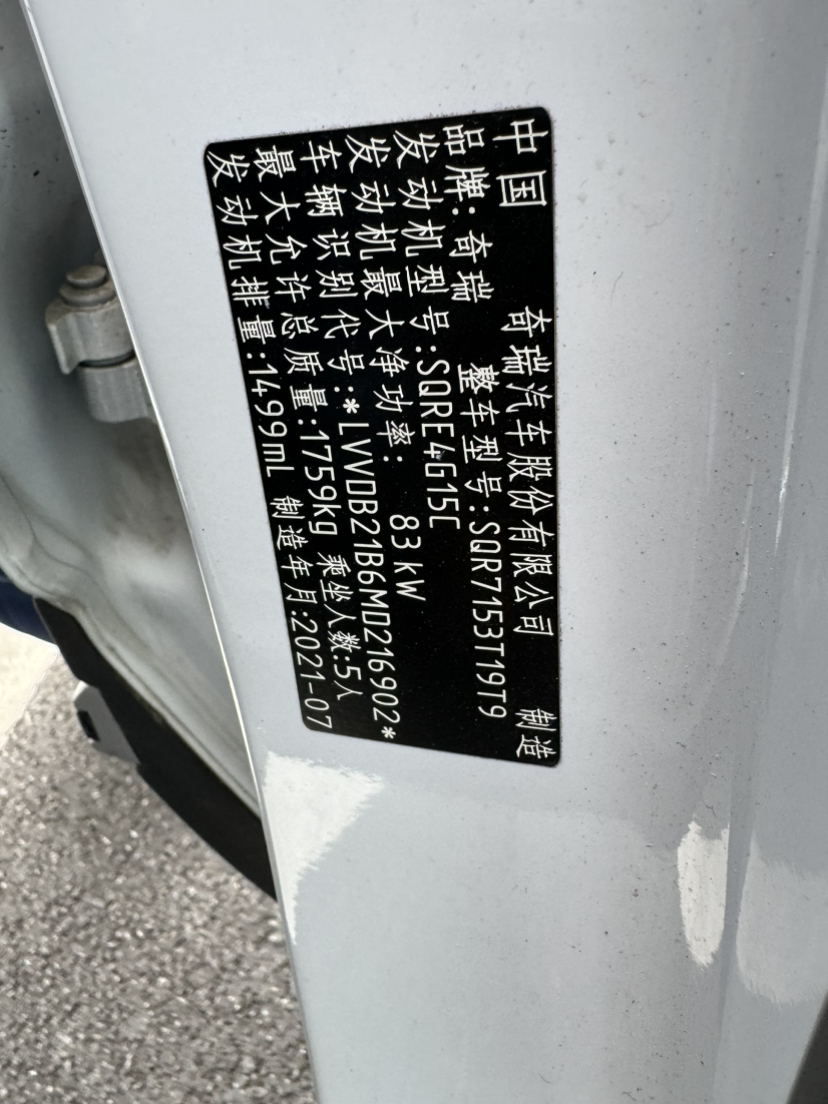 中国 奇瑞汽车股份有限公司 制造
品牌:奇瑞 整车型号:SQR7153T19T9
发动机型号:SQRE4G15C
发动机最大净功率: 83 kW
车辆识别代号:*LVVDB21B6MD216902*
最大允许总质量:1759kg 乘坐人数:5人
发动机排量:1499mL 制造年月:2021-07